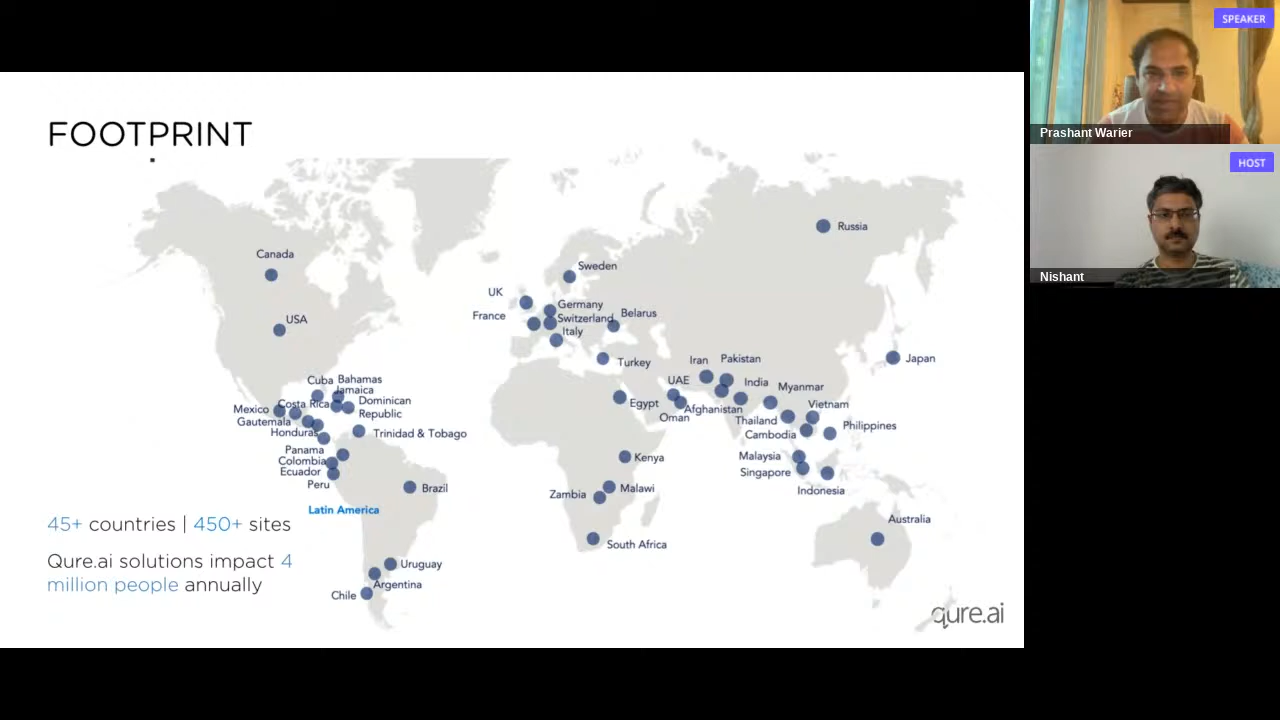 FOOTPRINT
Canada
USA
Cuba
Bahamas
Jamaica
Costa Rica
Dominican
Republic
Mexico
Gautemala
Honduras
Trinidad & Tobago
Panama
Colombia
Ecuador
Peru
Brazil
Latin America
Uruguay
Argentina
Chile
UK
France
Sweden
Germany
Switzerland
Italy
Belarus
Turkey
Egypt
Kenya
Malawi
Zambia
South Africa
Russia
Iran
Pakistan
UAE
India
Oman
Afghanistan
Myanmar
Thailand
Vietnam
Cambodia
Philippines
Malaysia
Singapore
Indonesia
Japan
Australia
45+ countries | 450+ sites
Qure.ai solutions impact 4
million people annually
qure.ai
SPEAKER
Prashant Warier
HOST
Nishant